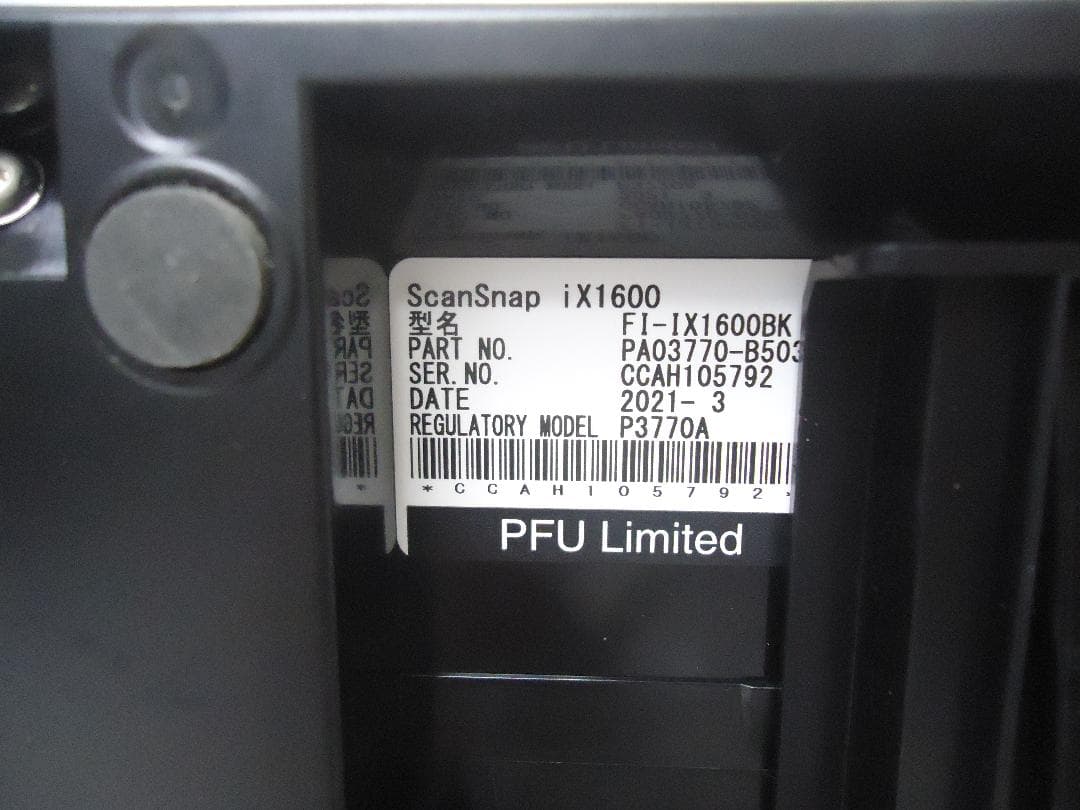 ScanSnap iX1600
型名 FI-IX1600BK
PART NO. PA03770-B503
SER.NO. CCAH105792
DATE 2021- 3
REGULATORY MODEL P3770A
*CCAH105792*
PFU Limited